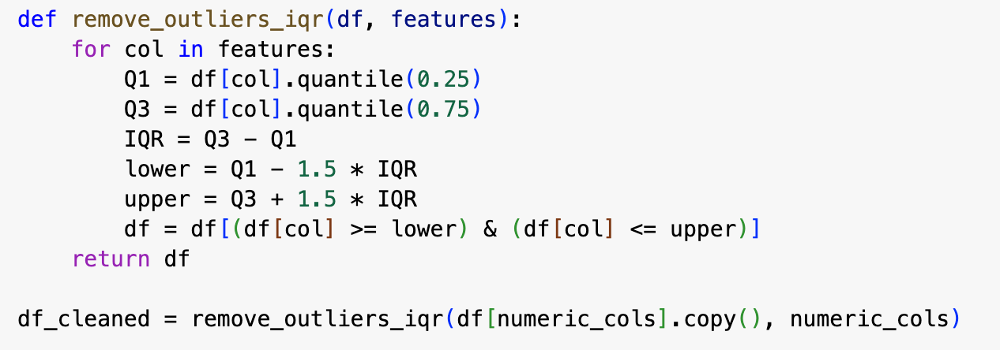 def remove_outliers_iqr(df, features):
    for col in features:
        Q1 = df[col].quantile(0.25)
        Q3 = df[col].quantile(0.75)
        IQR = Q3 - Q1
        lower = Q1 - 1.5 * IQR
        upper = Q3 + 1.5 * IQR
        df = df[(df[col] >= lower) & (df[col] <= upper)]
    return df

df_cleaned = remove_outliers_iqr(df[numeric_cols].copy(), numeric_cols)